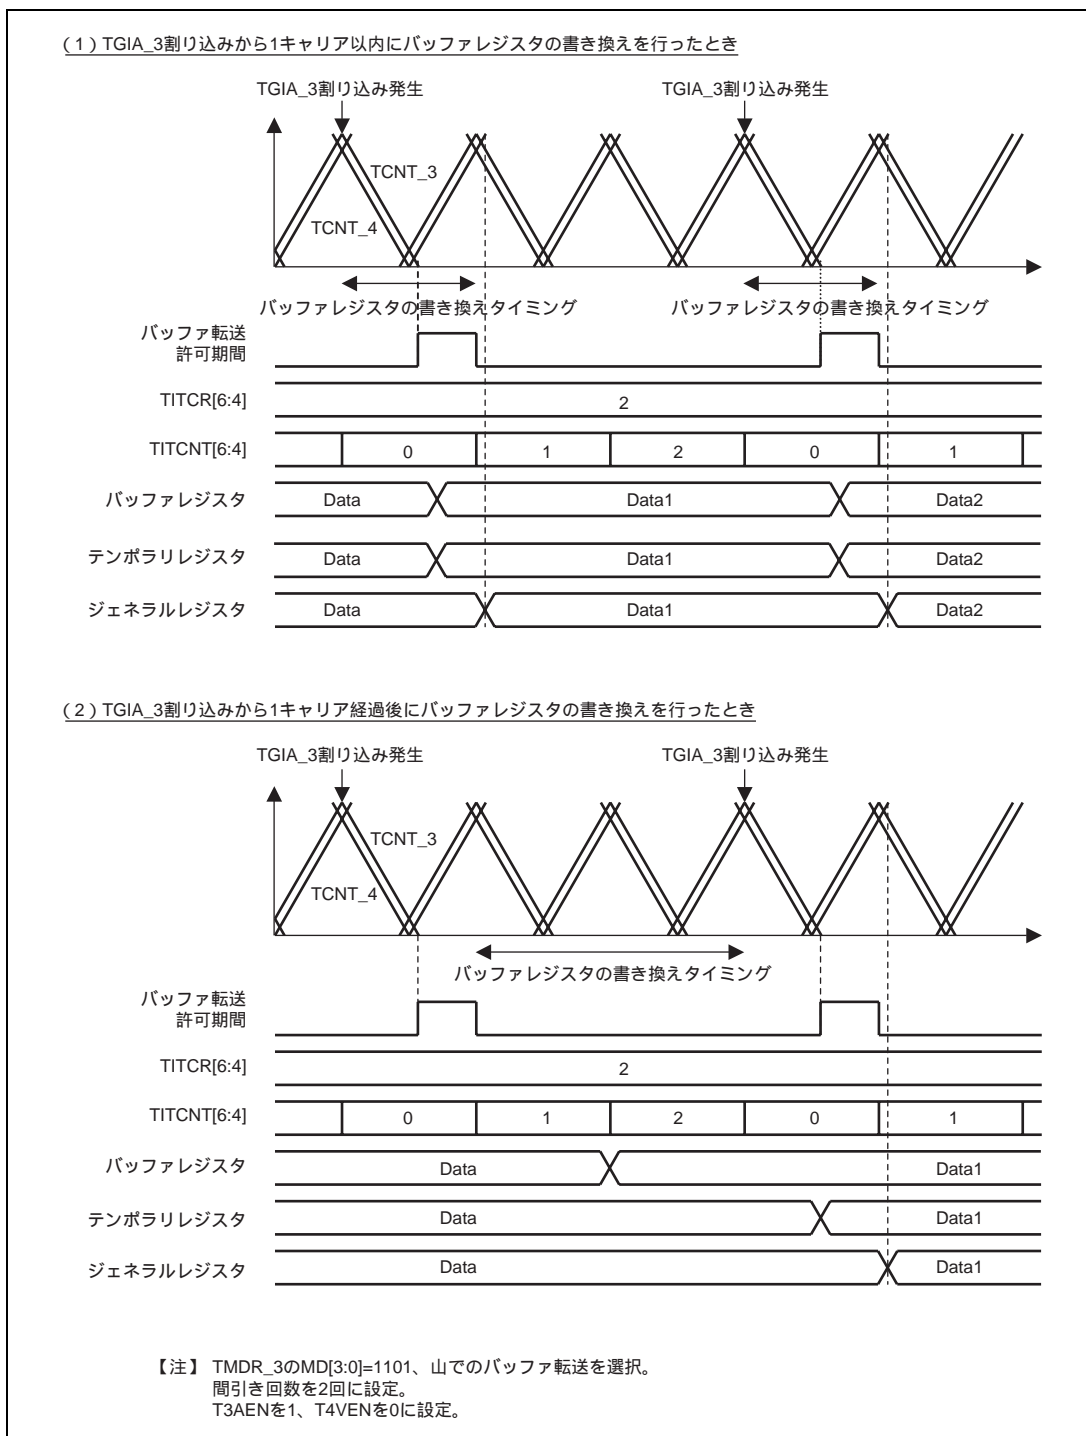 （1）TGIA_3割り込みから1キャリア以内にバッファレジスタの書き換えを行ったとき
TGIA_3割り込み発生 TGIA_3割り込み発生
TCNT_3
TCNT_4
バッファレジスタの書き換えタイミング バッファレジスタの書き換えタイミング
バッファ転送
許可期間
TITCR[6:4] 2
TITCNT[6:4] 0 1 2 0 1
バッファレジスタ Data Data1 Data2
テンポラリレジスタ Data Data1 Data2
ジェネラルレジスタ Data Data1 Data2
（2）TGIA_3割り込みから1キャリア経過後にバッファレジスタの書き換えを行ったとき
TGIA_3割り込み発生 TGIA_3割り込み発生
TCNT_3
TCNT_4
バッファレジスタの書き換えタイミング
バッファ転送
許可期間
TITCR[6:4] 2
TITCNT[6:4] 0 1 2 0 1
バッファレジスタ Data Data1
テンポラリレジスタ Data Data1
ジェネラルレジスタ Data Data1
【注】 TMDR_3のMD[3:0]=1101、山でのバッファ転送を選択。
間引き回数を2回に設定。
T3AENを1、T4VENを0に設定。